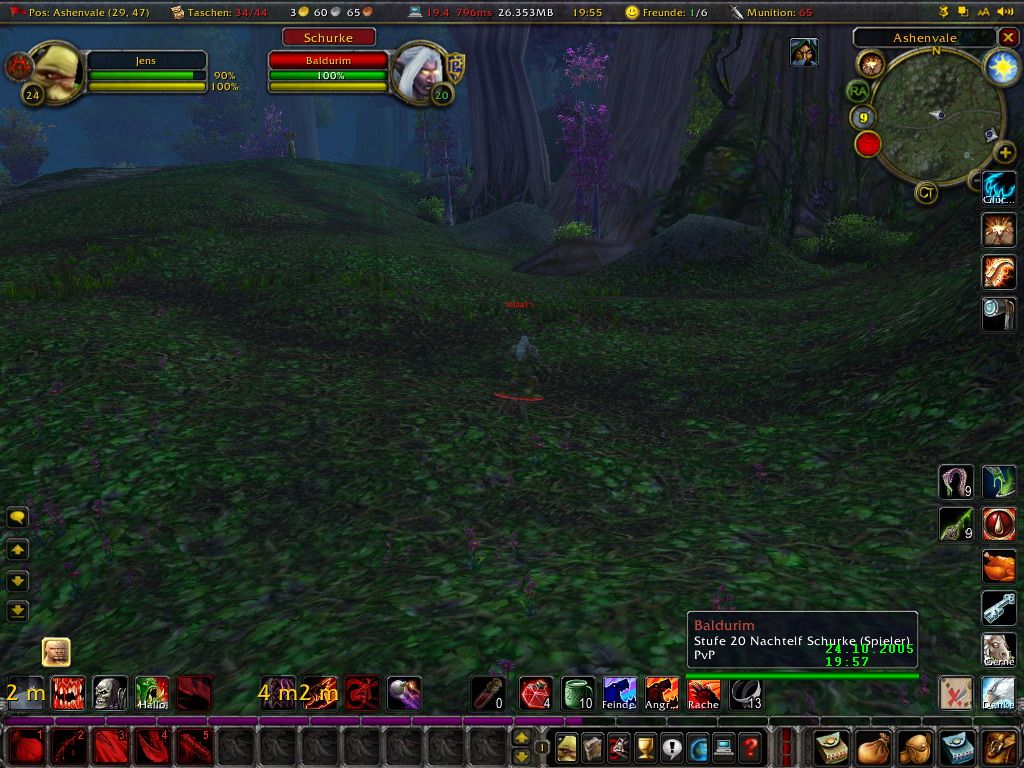 Pos: Ashenvale (29, 47) Taschen: 34/44 3 60 65 19.4 796ms 26.353MB 19:55 Freunde: 1/6 Munition: 65
Schurke
Ashenvale
Jens
Baldurim
N
90%
100%
100%
24
20
RA
9
CT
9
9
Baldurim
Stufe 20 Nachtelf Schurke (Spieler)
PvP
24.10.2005
19:57
2 m
Hallo!
4 m
2 m
0
4
10
Feinde
Angr...
Rache
13
1
2
3
4
5
1